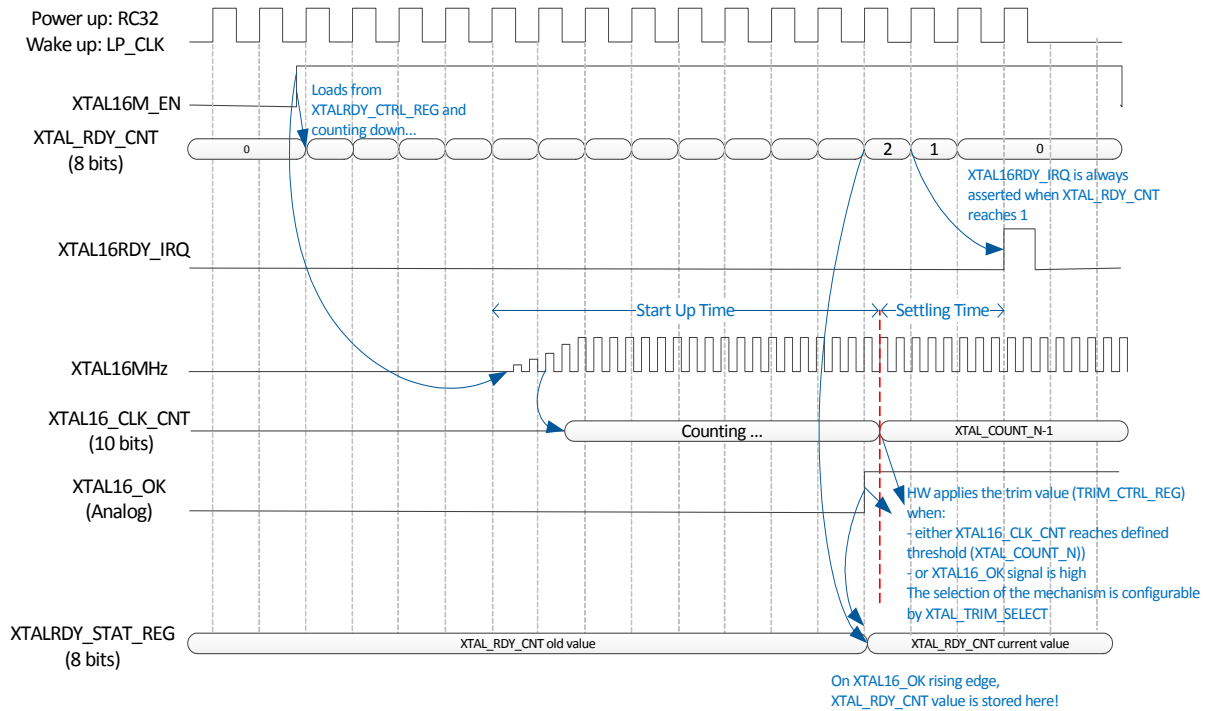 Power up: RC32
Wake up: LP_CLK
XTAL16M_EN
Loads from
XTALRDY_CTRL_REG and
counting down...
XTAL_RDY_CNT
(8 bits)
0
2
1
0
XTAL16RDY_IRQ is always
asserted when XTAL_RDY_CNT
reaches 1
XTAL16RDY_IRQ
Start Up Time
Settling Time
XTAL16MHz
XTAL16_CLK_CNT
(10 bits)
Counting ...
XTAL_COUNT_N-1
XTAL16_OK
(Analog)
HW applies the trim value (TRIM_CTRL_REG)
when:
- either XTAL16_CLK_CNT reaches defined
threshold (XTAL_COUNT_N))
- or XTAL16_OK signal is high
The selection of the mechanism is configurable
by XTAL_TRIM_SELECT
XTALRDY_STAT_REG
(8 bits)
XTAL_RDY_CNT old value
XTAL_RDY_CNT current value
On XTAL16_OK rising edge,
XTAL_RDY_CNT value is stored here!